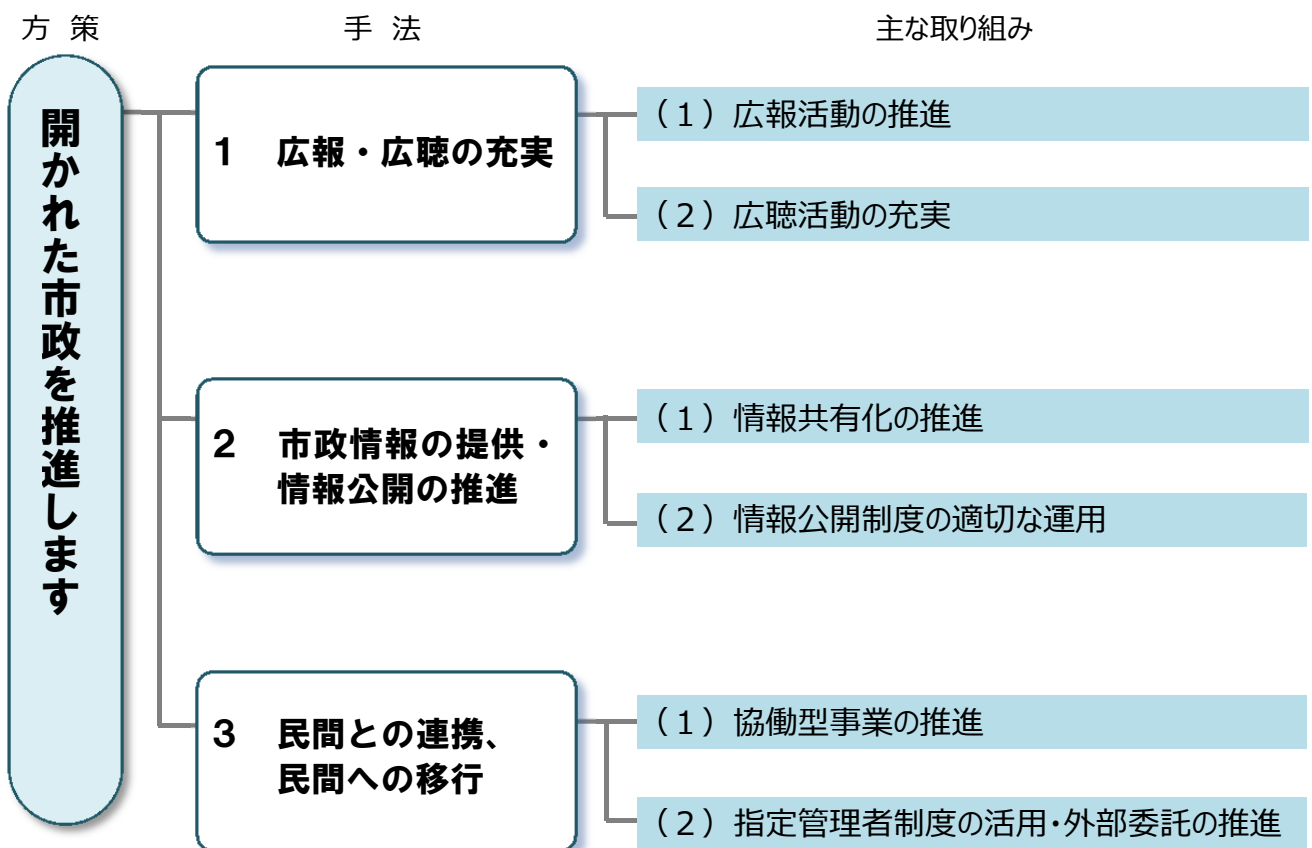 方 策
手 法
主な取り組み
開かれた市政を推進します
1 広報・広聴の充実
（1）広報活動の推進
（2）広聴活動の充実
2 市政情報の提供・
情報公開の推進
（1）情報共有化の推進
（2）情報公開制度の適切な運用
3 民間との連携、
民間への移行
（1）協働型事業の推進
（2）指定管理者制度の活用・外部委託の推進